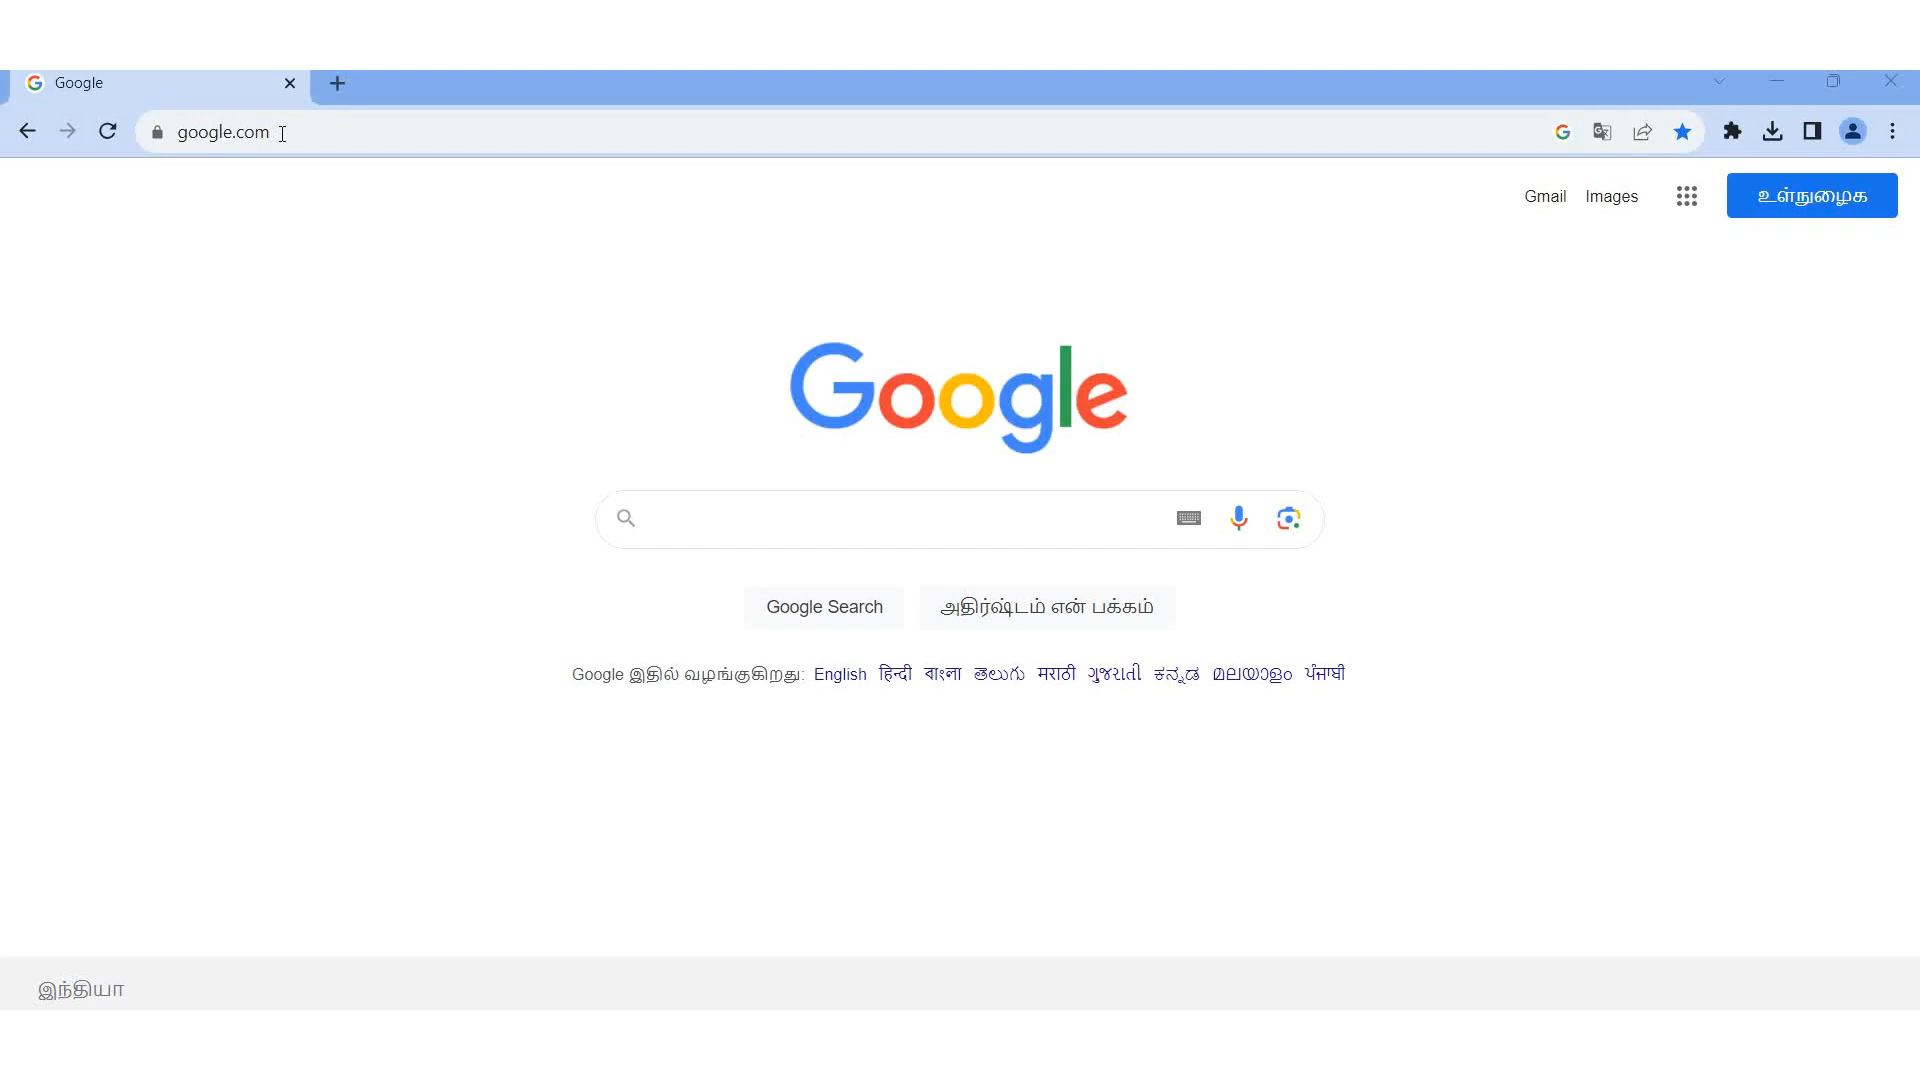 Google
google.com
Gmail Images உள்நுழைக
Google
Google Search அதிர்ஷ்டம் என் பக்கம்
Google இதில் வழங்குகிறது: English हिन्दी বাংলা తెలుగు मराठी ગુજરાતી ಕನ್ನಡ മലയാളം ਪੰਜਾਬੀ
இந்தியா